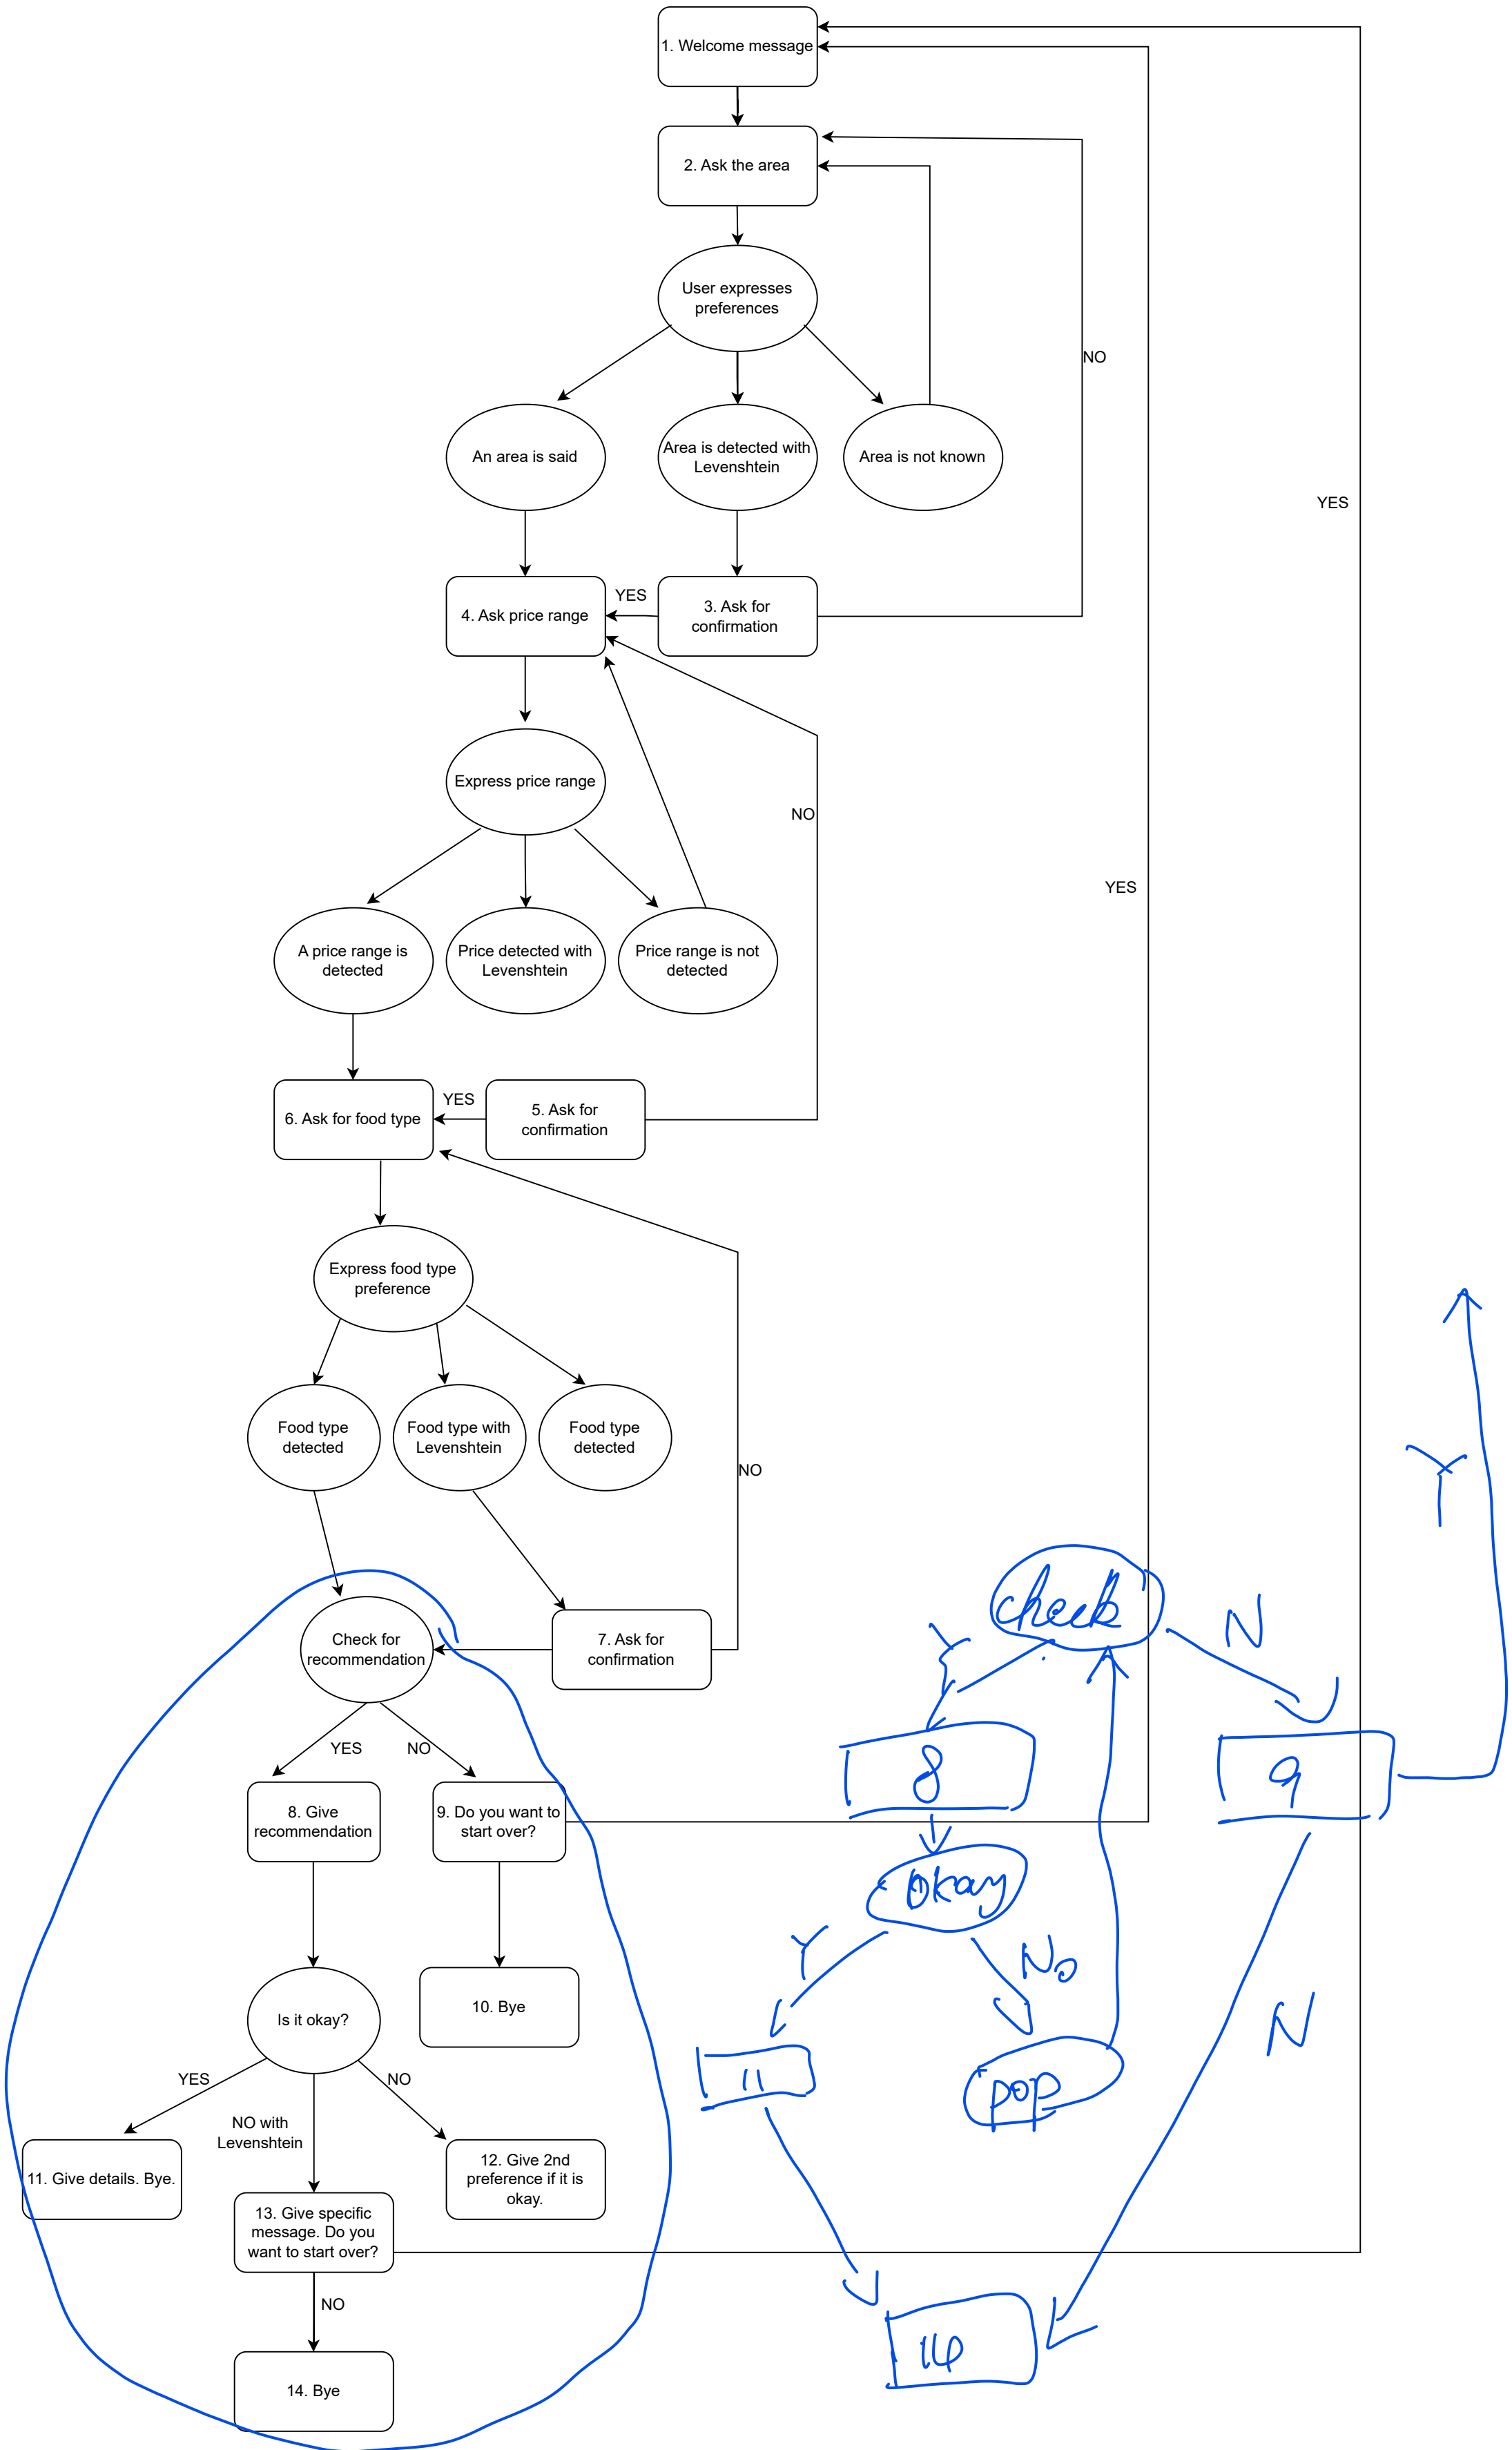 1. Welcome message
2. Ask the area
User expresses
preferences
NO
An area is said
Area is detected with
Levenshtein
Area is not known
YES
YES
4. Ask price range
3. Ask for
confirmation
Express price range
NO
YES
A price range is
detected
Price detected with
Levenshtein
Price range is not
detected
6. Ask for food type
YES
5. Ask for
confirmation
Express food type
preference
Food type
detected
Food type with
Levenshtein
Food type
detected
NO
Y
check
Y
N
Check for
recommendation
7. Ask for
confirmation
YES
NO
8
9
8. Give
recommendation
9. Do you want to
start over?
Okay
Y
No
10. Bye
N
Is it okay?
YES
NO
11
pop
NO with
Levenshtein
11. Give details. Bye.
12. Give 2nd
preference if it is
okay.
13. Give specific
message. Do you
want to start over?
NO
14
14. Bye